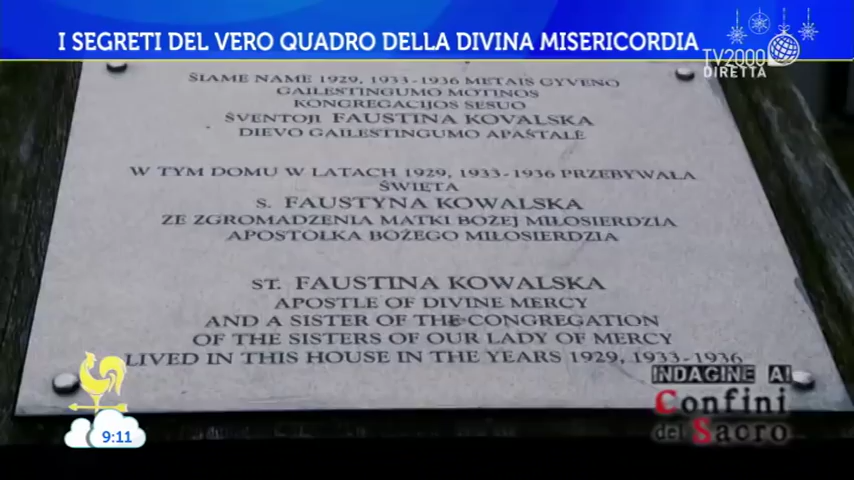 I SEGRETI DEL VERO QUADRO DELLA DIVINA MISERICORDIA
TV2000
DIRETTA
ŠIAME NAME 1929, 1933-1936 METAIS GYVENO
GAILESTINGUMO MOTINOS
KONGREGACIJOS SESUO
ŠVENTOJI FAUSTINA KOVALSKA
DIEVO GAILESTINGUMO APAŠTALĖ
W TYM DOMU W LATACH 1929, 1933-1936 PRZEBYWAŁA
ŚWIĘTA
S. FAUSTYNA KOWALSKA
ZE ZGROMADZENIA MATKI BOŻEJ MIŁOSIERDZIA
APOSTOŁKA BOŻEGO MIŁOSIERDZIA
ST. FAUSTINA KOWALSKA
APOSTLE OF DIVINE MERCY
AND A SISTER OF THE CONGREGATION
OF THE SISTERS OF OUR LADY OF MERCY
LIVED IN THIS HOUSE IN THE YEARS 1929, 1933-1936
INDAGINE AI
Confini
del Sacro
9:11